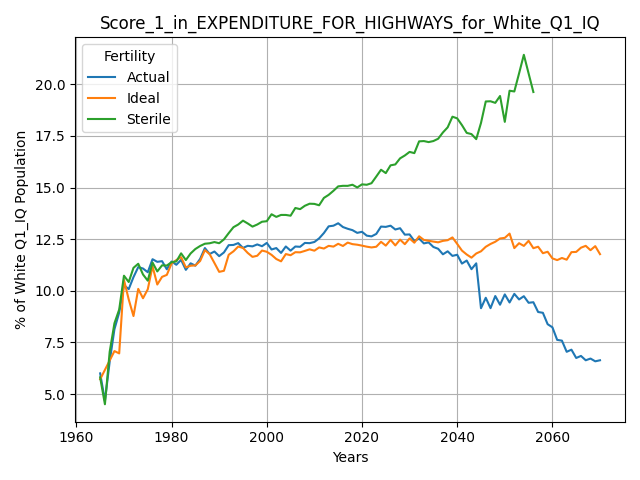 Score_1_in_EXPENDITURE_FOR_HIGHWAYS_for_White_Q1_IQ
Fertility
Actual
Ideal
Sterile
% of White Q1_IQ Population
20.0
17.5
15.0
12.5
10.0
7.5
5.0
1960 1980 2000 2020 2040 2060
Years